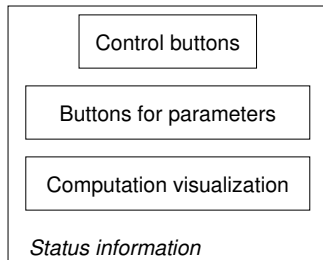 Control buttons
Buttons for parameters
Computation visualization
Status information